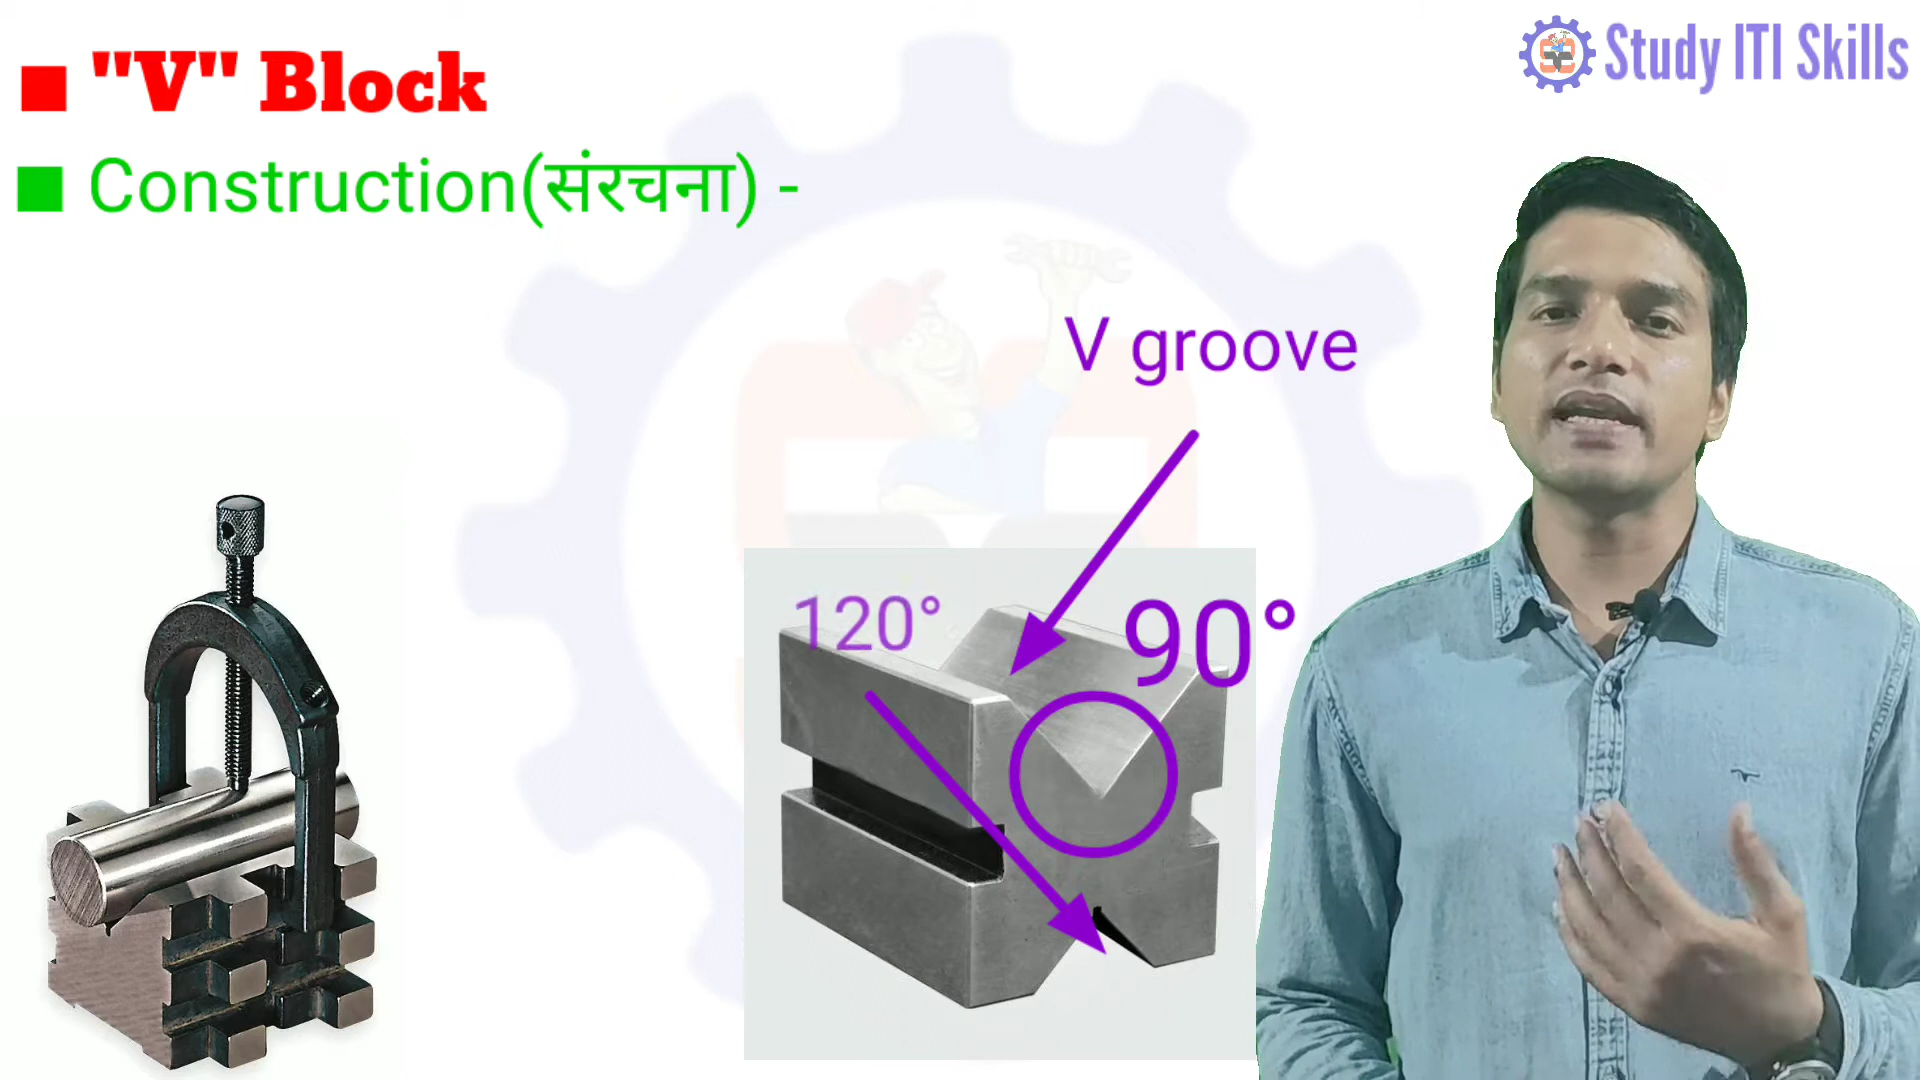 Study ITI Skills
■ "V" Block
■ Construction(संरचना) -
V groove
120°
90°